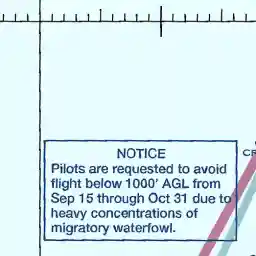 NOTICE
Pilots are requested to avoid
flight below 1000' AGL from
Sep 15 through Oct 31 due to
heavy concentrations of
migratory waterfowl.
CR